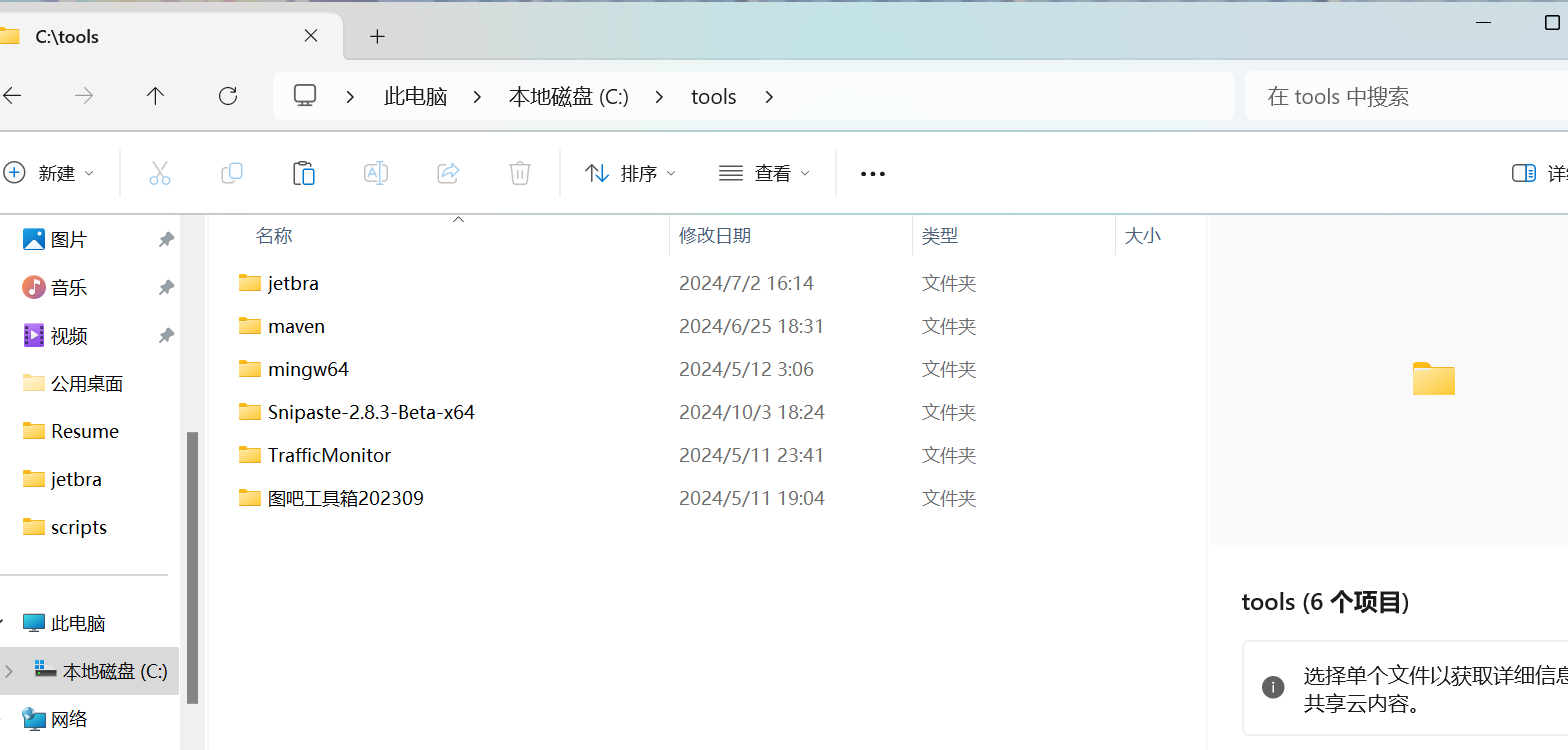 C:\tools
此电脑 本地磁盘 (C:) tools 在 tools 中搜索
新建 排序 查看
图片
音乐
视频
公用桌面
Resume
jetbra
scripts
此电脑
本地磁盘 (C:)
网络
名称 修改日期 类型 大小
jetbra 2024/7/2 16:14 文件夹
maven 2024/6/25 18:31 文件夹
mingw64 2024/5/12 3:06 文件夹
Snipaste-2.8.3-Beta-x64 2024/10/3 18:24 文件夹
TrafficMonitor 2024/5/11 23:41 文件夹
图吧工具箱202309 2024/5/11 19:04 文件夹
tools (6 个项目)
选择单个文件以获取详细信息
共享云内容。